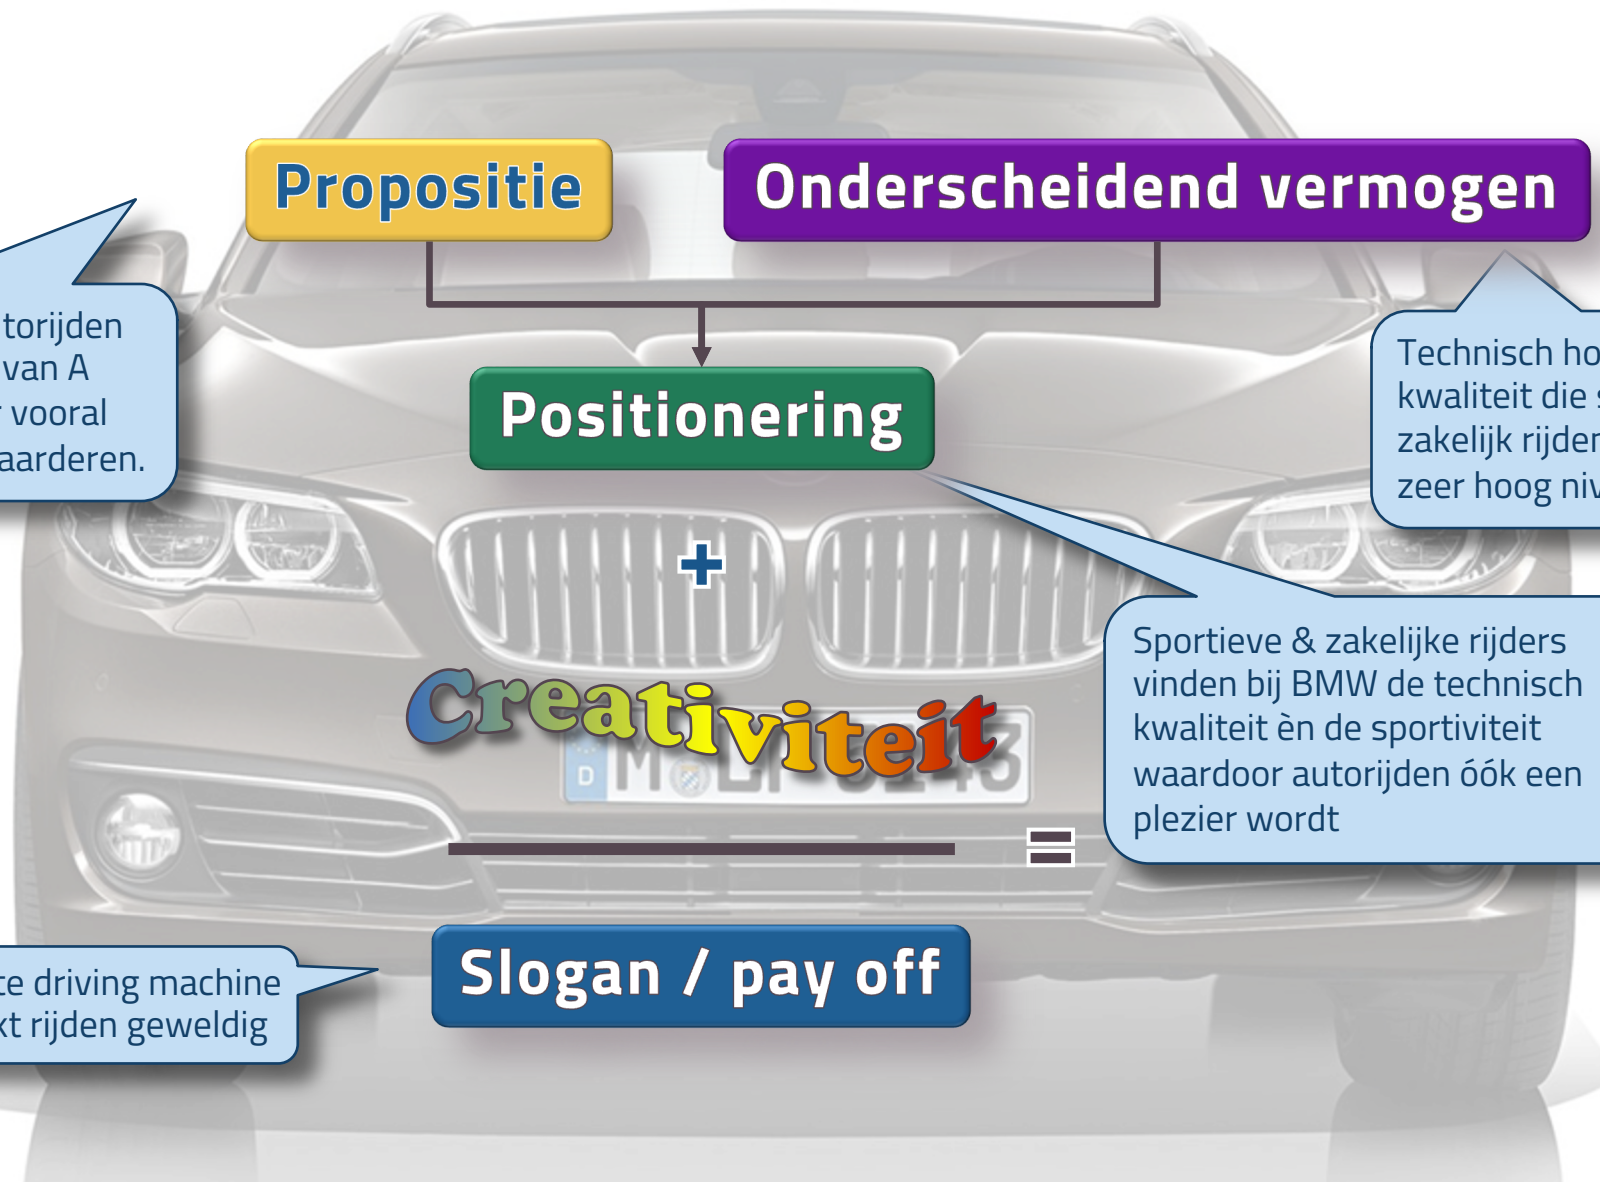 Propositie
Onderscheidend vermogen
torijden
van A
vooral
aarderen.
Technisch ho
kwaliteit die s
zakelijk rijden
zeer hoog niv
Positionering
+
Sportieve & zakelijke rijders
vinden bij BMW de technisch
kwaliteit èn de sportiviteit
waardoor autorijden óók een
plezier wordt
Creativiteit
=
Slogan / pay off
te driving machine
kt rijden geweldig